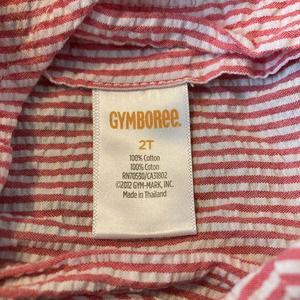 GYMBOREE.
2T
100% Cotton
100% Coton
RN70530/CA31802
©2012 GYM-MARK, INC.
Made in Thailand